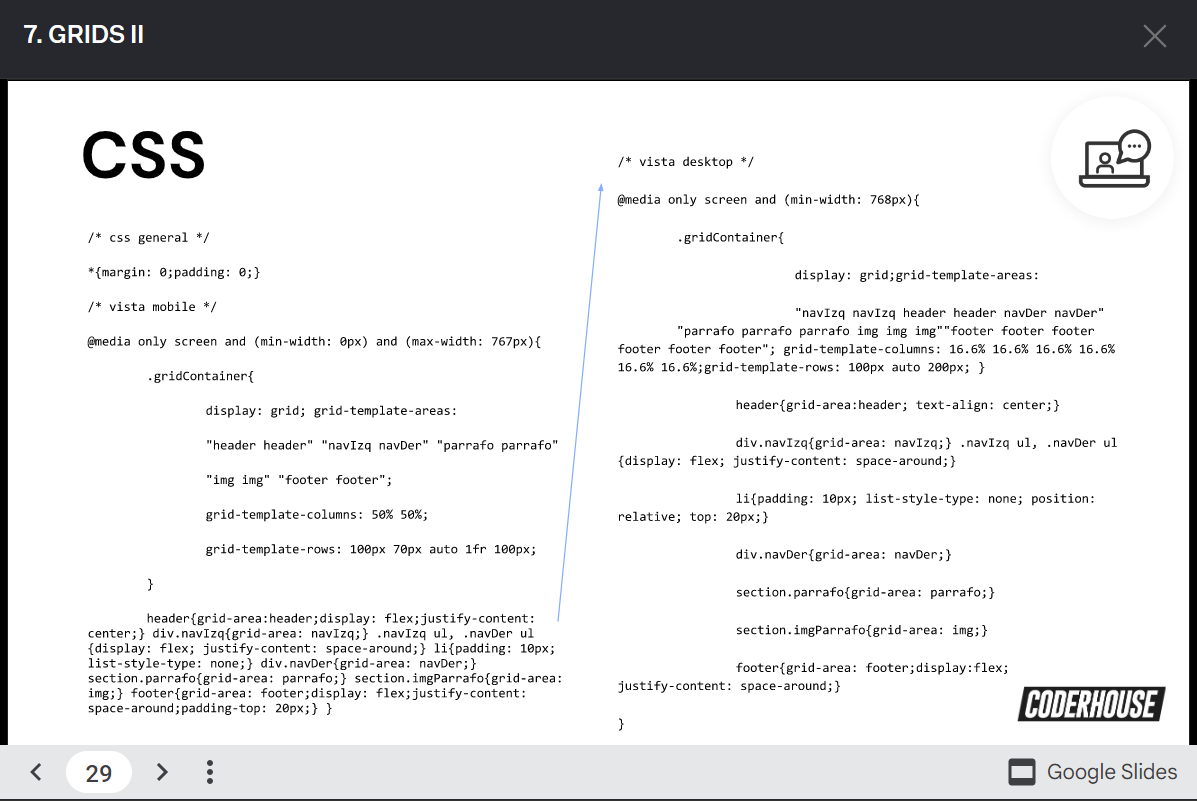 7. GRIDS II
CSS
/* css general */
*{margin: 0;padding: 0;}
/* vista mobile */
@media only screen and (min-width: 0px) and (max-width: 767px){
.gridContainer{
display: grid; grid-template-areas:
"header header" "navIzq navDer" "parrafo parrafo"
"img img" "footer footer";
grid-template-columns: 50% 50%;
grid-template-rows: 100px 70px auto 1fr 100px;
}
header{grid-area:header;display: flex;justify-content:
center;} div.navIzq{grid-area: navIzq;} .navIzq ul, .navDer ul
{display: flex; justify-content: space-around;} li{padding: 10px;
list-style-type: none;} div.navDer{grid-area: navDer;}
section.parrafo{grid-area: parrafo;} section.imgParrafo{grid-area:
img;} footer{grid-area: footer;display: flex;justify-content:
space-around;padding-top: 20px;} }
/* vista desktop */
@media only screen and (min-width: 768px){
.gridContainer{
display: grid;grid-template-areas:
"navIzq navIzq header header navDer navDer"
"parrafo parrafo parrafo img img img""footer footer footer
footer footer footer"; grid-template-columns: 16.6% 16.6% 16.6% 16.6%
16.6% 16.6%;grid-template-rows: 100px auto 200px; }
header{grid-area:header; text-align: center;}
div.navIzq{grid-area: navIzq;} .navIzq ul, .navDer ul
{display: flex; justify-content: space-around;}
li{padding: 10px; list-style-type: none; position:
relative; top: 20px;}
div.navDer{grid-area: navDer;}
section.parrafo{grid-area: parrafo;}
section.imgParrafo{grid-area: img;}
footer{grid-area: footer;display:flex;
justify-content: space-around;}
}
CODERHOUSE
29
Google Slides